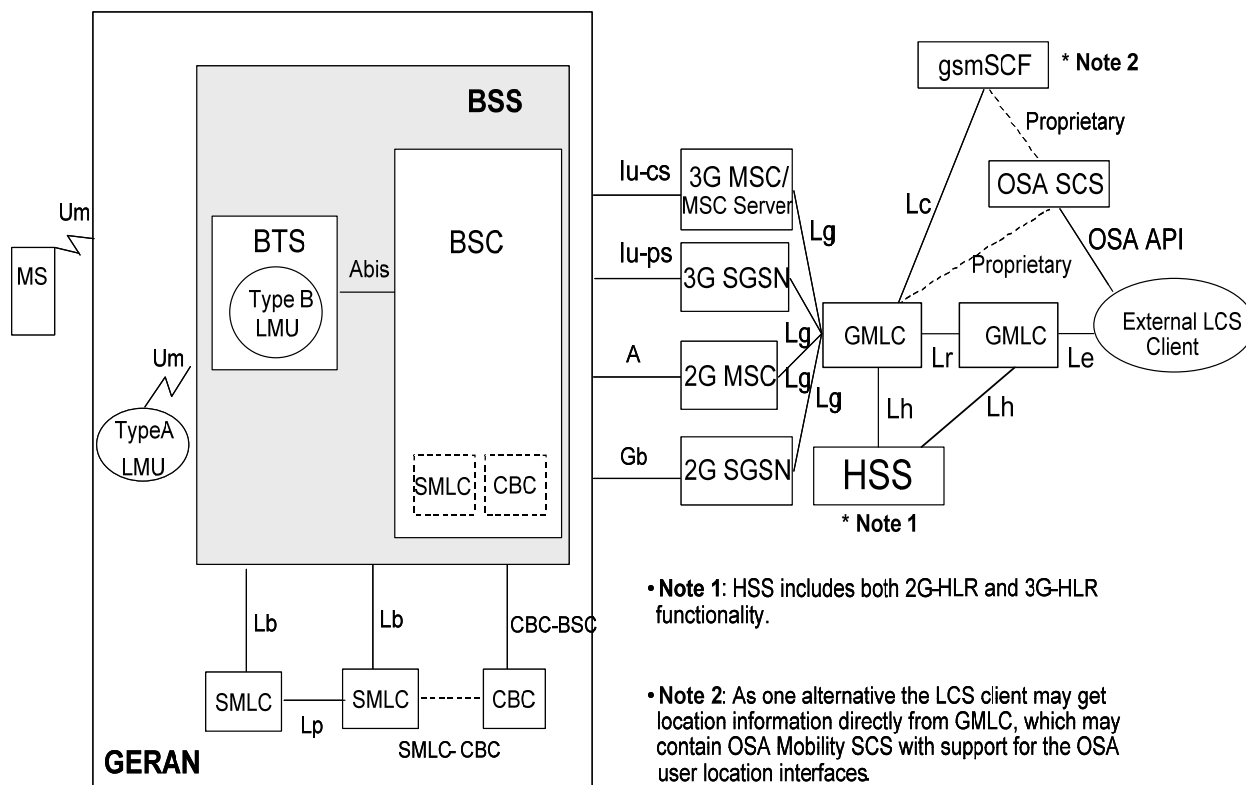 gsmSCF
* Note 2
BSS
Proprietary
Iu-cs
3G MSC/
MSC Server
OSA SCS
Um
Lc
Lg
BTS
BSC
OSA API
MS
Abis
Iu-ps
3G SGSN
Proprietary
Type B
LMU
GMLC
GMLC
External LCS
Client
Um
A
2G MSC
Lg
Lg
Lg
Lr
Le
TypeA
LMU
Lh
Lh
Gb
2G SGSN
SMLC
CBC
HSS
* Note 1
• Note 1: HSS includes both 2G-HLR and 3G-HLR
functionality.
Lb
Lb
CBC-BSC
SMLC
SMLC
CBC
Lp
SMLC- CBC
GERAN
• Note 2: As one alternative the LCS client may get
location information directly from GMLC, which may
contain OSA Mobility SCS with support for the OSA
user location interfaces.